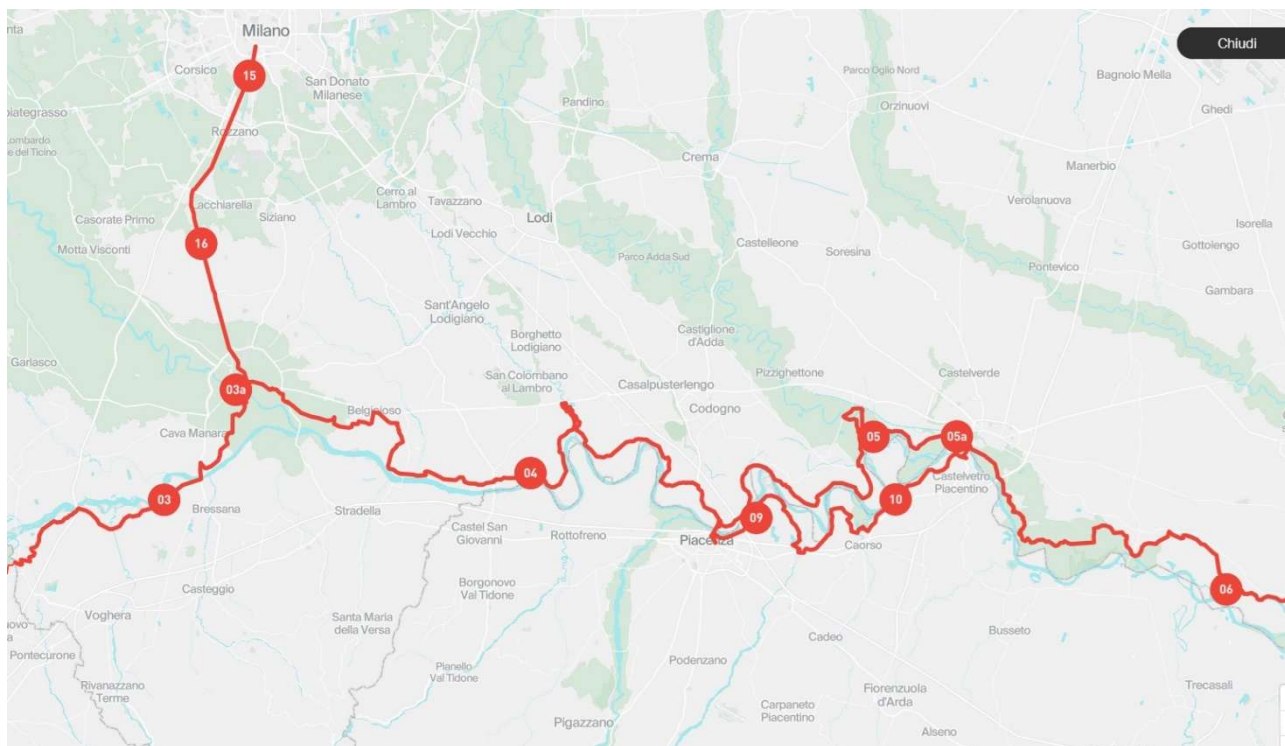 Milano
Chiudi
15
Corsico
San Donato
Milanese
Parco Oglio Nord
Bagnolo Mella
Pandino
Orzinuovi
Ghedi
Rozzano
Lombardo
e del Ticino
Crema
Manerbio
Cerro al
Lambro
Tavazzano
Lacchiarella
Siziano
Casorate Primo
Verolanuova
Lodi
Isorella
Lodi Vecchio
16
Castelleone
Soresina
Gottolengo
Motta Visconti
Parco Adda Sud
Pontevico
Gambara
Sant'Angelo
Lodigiano
Castiglione
d'Adda
Borghetto
Lodigiano
Garlasco
San Colombano
al Lambro
Pizzighettone
Castelverde
03a
Casalpusterlengo
Belgioioso
Codogno
Cava Manara
05
05a
04
Castelvetro
Piacentino
03
10
Bressana
Stradella
09
Castel San
Giovanni
Rottofreno
Piacenza
Caorso
Casteggio
Borgonovo
Val Tidone
06
Voghera
Santa Maria
della Versa
Busseto
Cadeo
Pontecurone
Pianello
Val Tidone
Podenzano
Rivanazzano
Terme
Fiorenzuola
d'Arda
Trecasali
Carpaneto
Piacentino
Pigazzano
Alseno